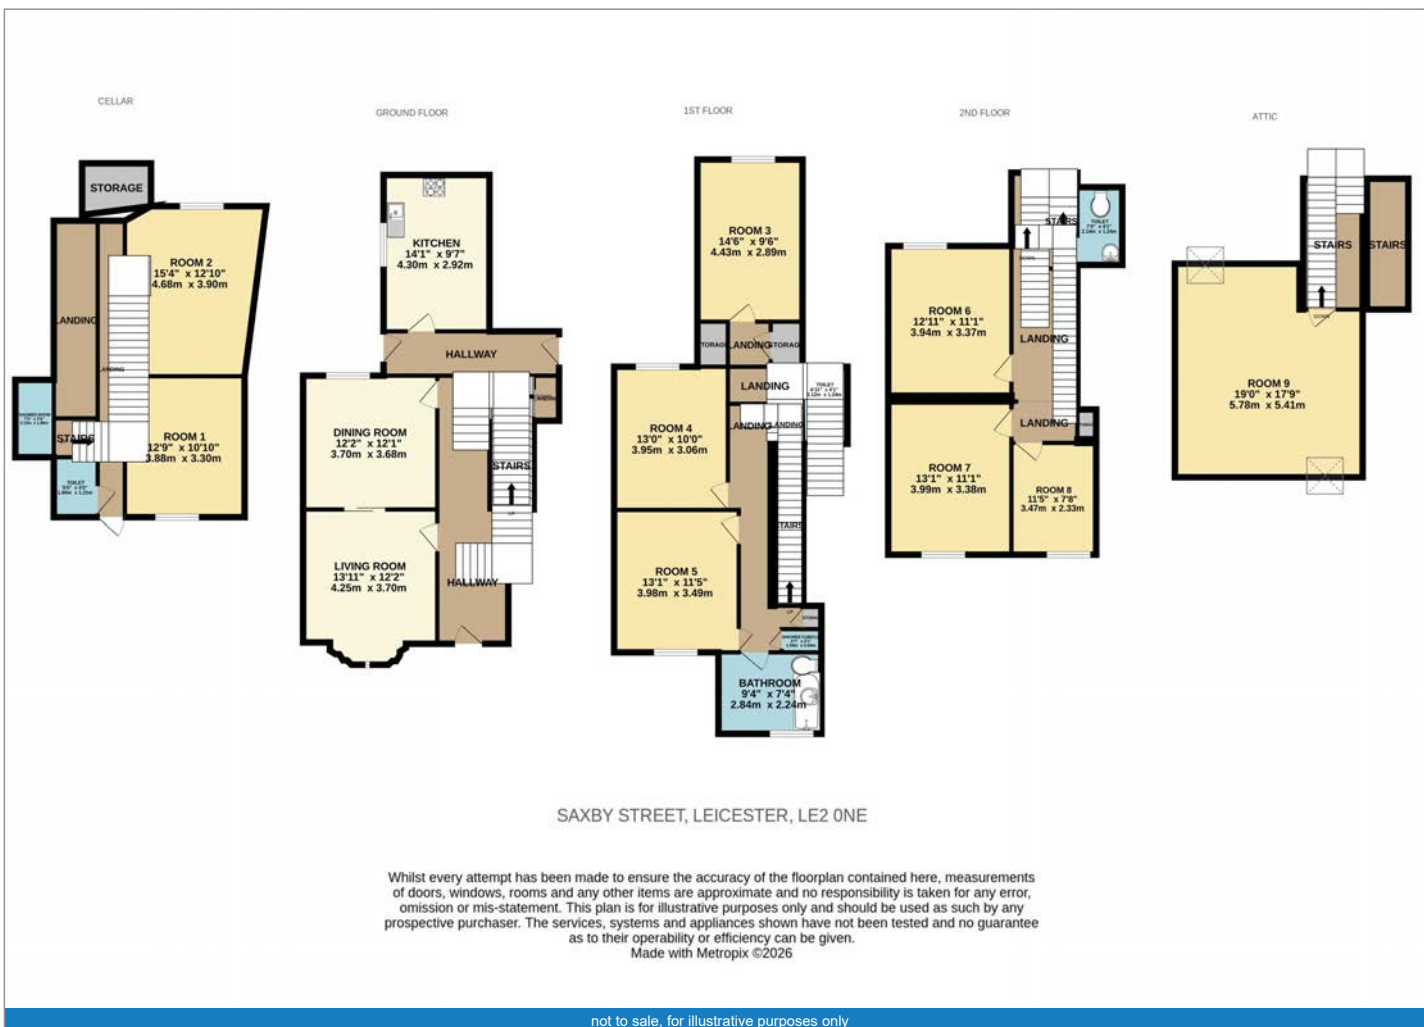 CELLAR
STORAGE
ROOM 2
15'4" x 12'10"
4.68m x 3.90m
LANDING
LANDING
STAIRS
ROOM 1
12'9" x 10'10"
3.88m x 3.30m
TOILET
GROUND FLOOR
KITCHEN
14'1" x 9'7"
4.30m x 2.92m
HALLWAY
DINING ROOM
12'2" x 12'1"
3.70m x 3.68m
STAIRS
UP
LIVING ROOM
13'11" x 12'2"
4.25m x 3.70m
HALLWAY
1ST FLOOR
ROOM 3
14'6" x 9'6"
4.43m x 2.89m
STORAGE
LANDING
STORAGE
LANDING
TOILET
ROOM 4
13'0" x 10'0"
3.95m x 3.06m
LANDING
LANDING
STAIRS
ROOM 5
13'1" x 11'5"
3.98m x 3.49m
UP
BATHROOM
9'4" x 7'4"
2.84m x 2.24m
2ND FLOOR
STAIRS
TOILET
DOWN
ROOM 6
12'11" x 11'1"
3.94m x 3.37m
LANDING
LANDING
ROOM 7
13'1" x 11'1"
3.99m x 3.38m
ROOM 8
11'5" x 7'8"
3.47m x 2.33m
ATTIC
STAIRS
STAIRS
DOWN
ROOM 9
19'0" x 17'9"
5.78m x 5.41m
SAXBY STREET, LEICESTER, LE2 0NE
Whilst every attempt has been made to ensure the accuracy of the floorplan contained here, measurements
of doors, windows, rooms and any other items are approximate and no responsibility is taken for any error,
omission or mis-statement. This plan is for illustrative purposes only and should be used as such by any
prospective purchaser. The services, systems and appliances shown have not been tested and no guarantee
as to their operability or efficiency can be given.
Made with Metropix ©2026
not to sale, for illustrative purposes only